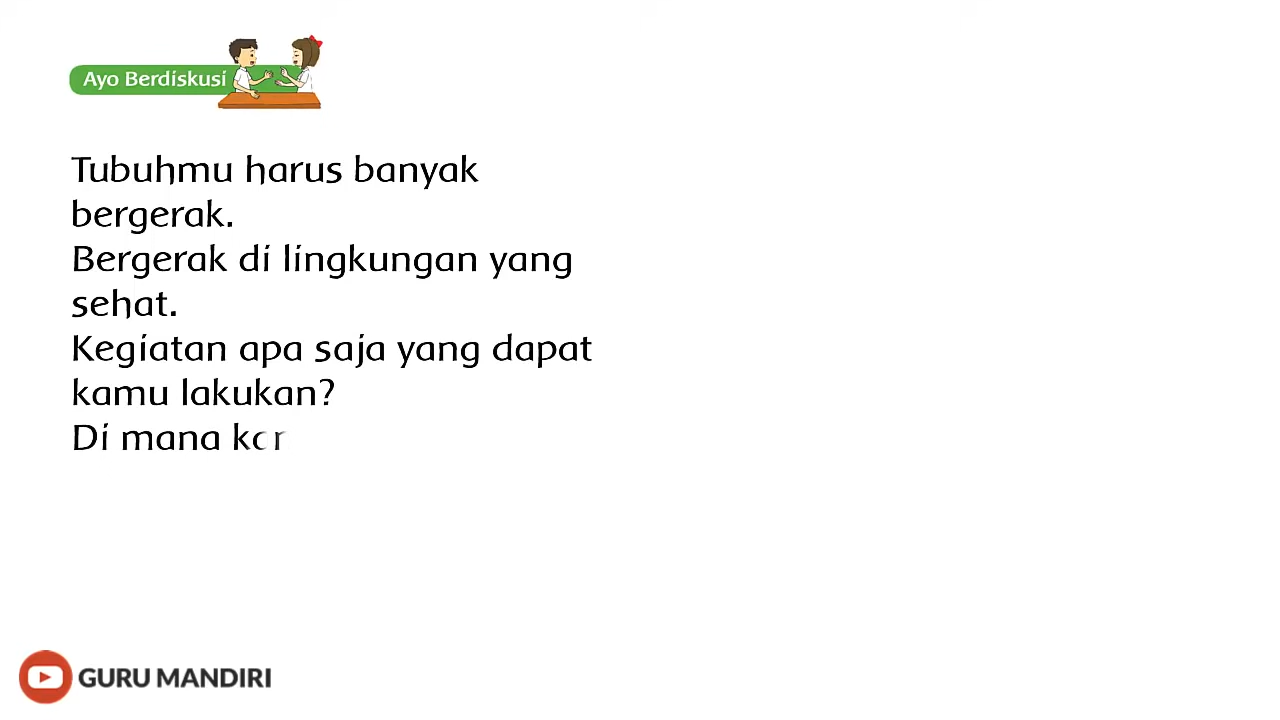 Ayo Berdiskusi
Tubuhmu harus banyak
bergerak.
Bergerak di lingkungan yang
sehat.
Kegiatan apa saja yang dapat
kamu lakukan?
Di mana
GURU MANDIRI